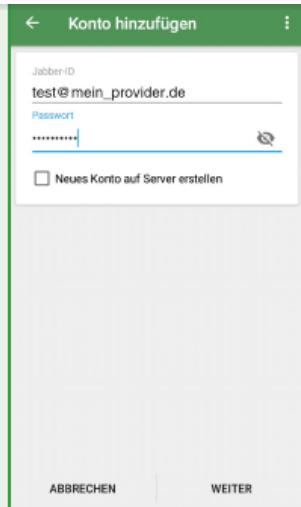 Konto hinzufügen
Jabber-ID
test@mein_provider.de
Passwort
••••••••••
Neues Konto auf Server erstellen
ABBRECHEN WEITER